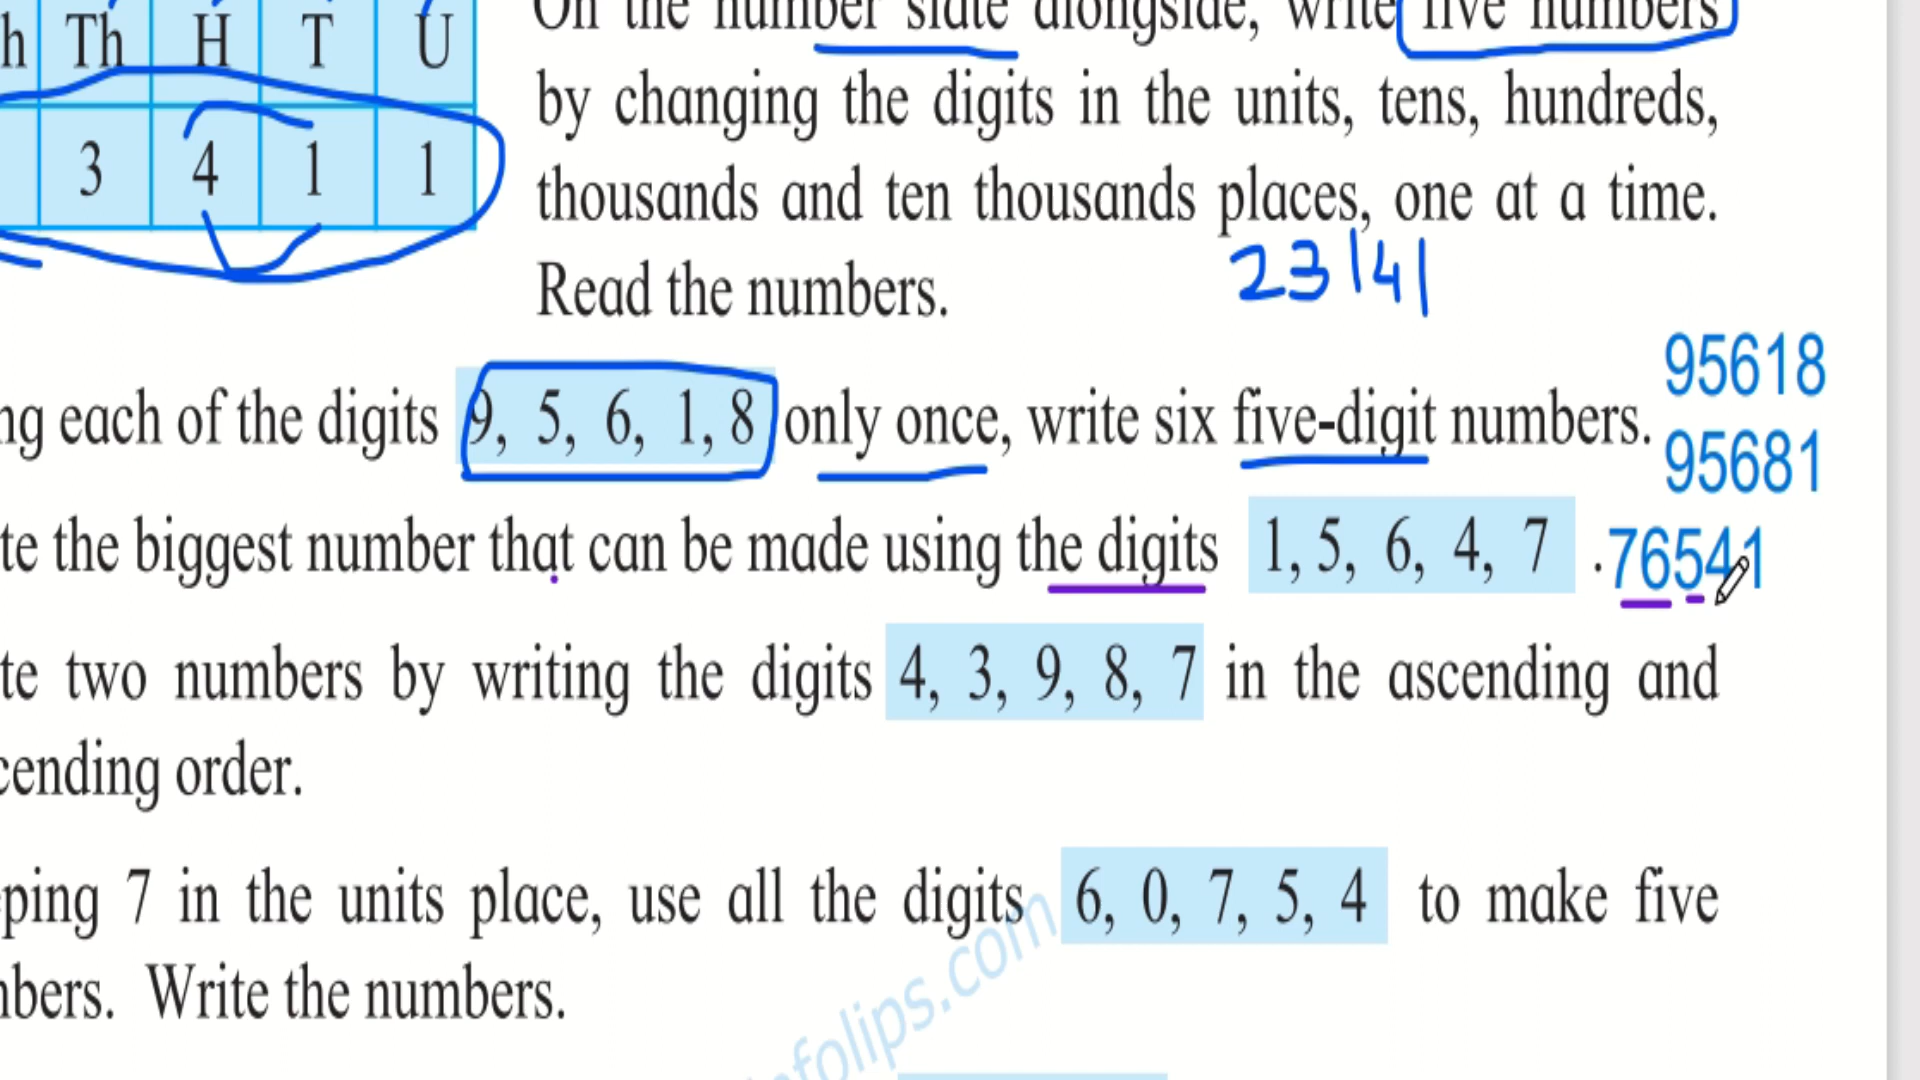 h Th H T U
3 4 1 1
On the number slate alongside, write five numbers
by changing the digits in the units, tens, hundreds,
thousands and ten thousands places, one at a time.
Read the numbers.
23141
95618
ng each of the digits 9, 5, 6, 1, 8 only once, write six five-digit numbers.
95681
te the biggest number that can be made using the digits 1, 5, 6, 4, 7 . 76541
te two numbers by writing the digits 4, 3, 9, 8, 7 in the ascending and
cending order.
ping 7 in the units place, use all the digits 6, 0, 7, 5, 4 to make five
nbers. Write the numbers.
nfolips.com